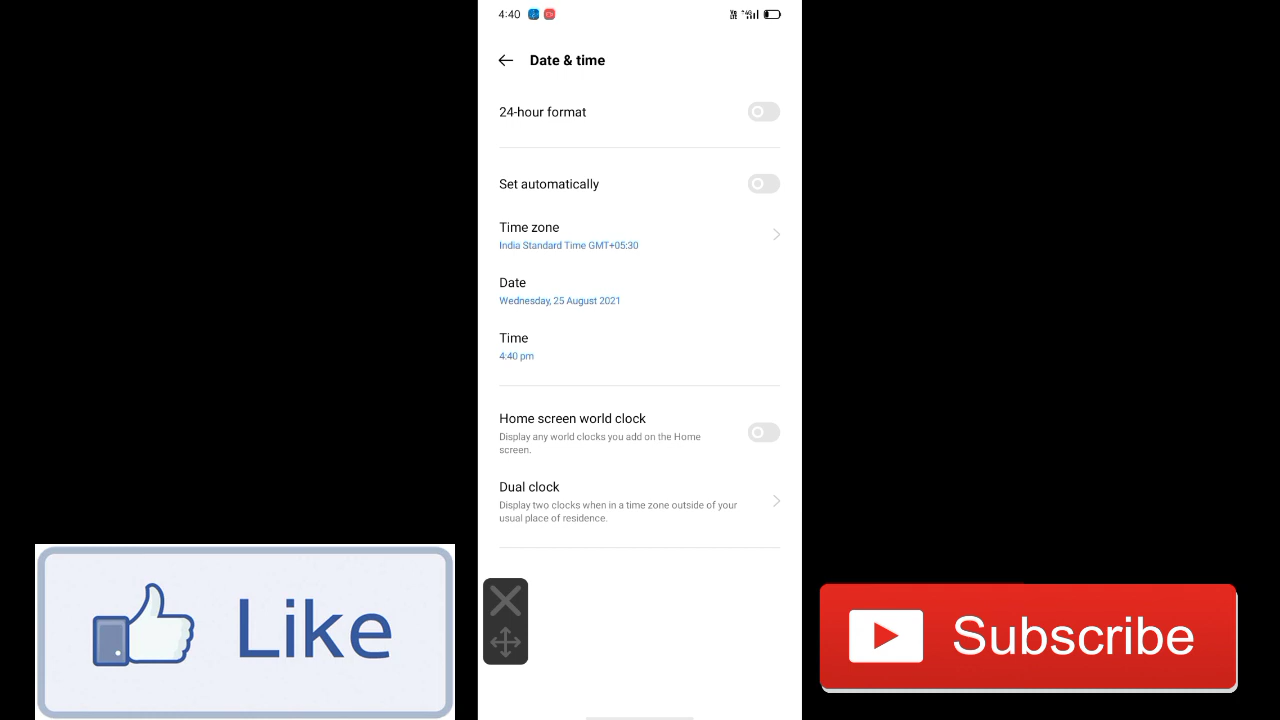 4:40
Date & time
24-hour format
Set automatically
Time zone
India Standard Time GMT+05:30
Date
Wednesday, 25 August 2021
Time
4:40 pm
Home screen world clock
Display any world clocks you add on the Home
screen.
Dual clock
Display two clocks when in a time zone outside of your
usual place of residence.
Like
Subscribe